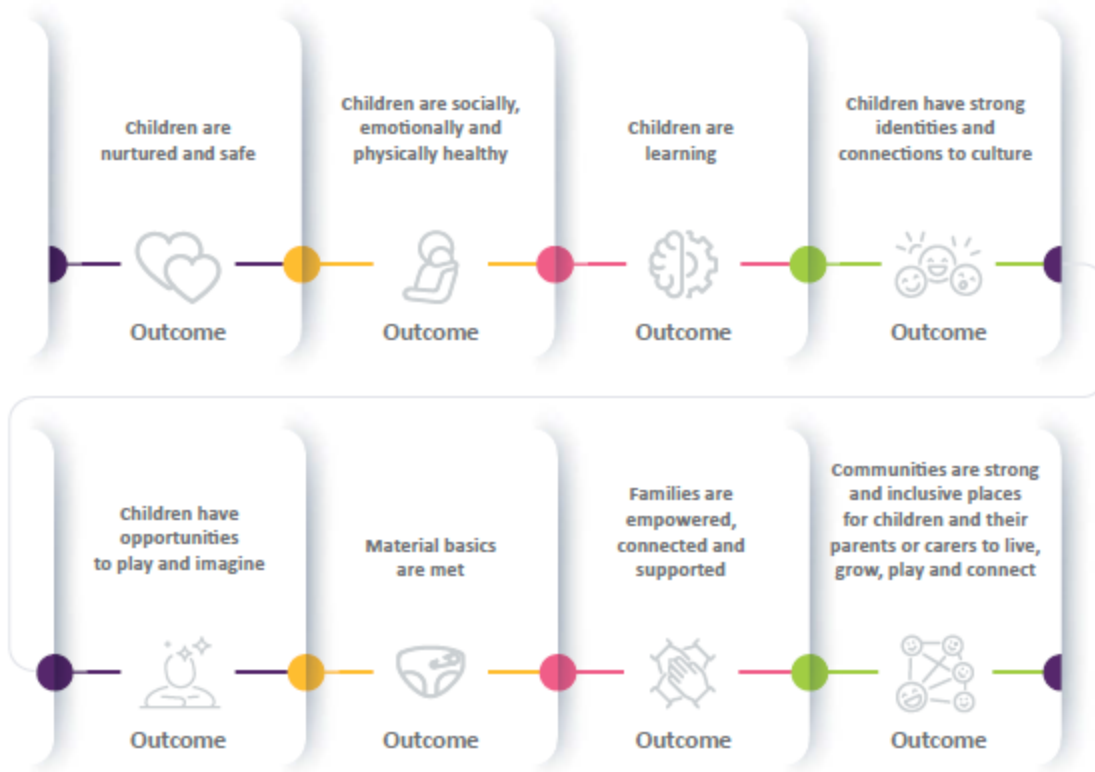 Children are
nurtured and safe
Outcome
Children are socially,
emotionally and
physically healthy
Outcome
Children are
learning
Outcome
Children have strong
identities and
connections to culture
Outcome
Children have
opportunities
to play and imagine
Outcome
Material basics
are met
Outcome
Families are
empowered,
connected and
supported
Outcome
Communities are strong
and inclusive places
for children and their
parents or carers to live,
grow, play and connect
Outcome